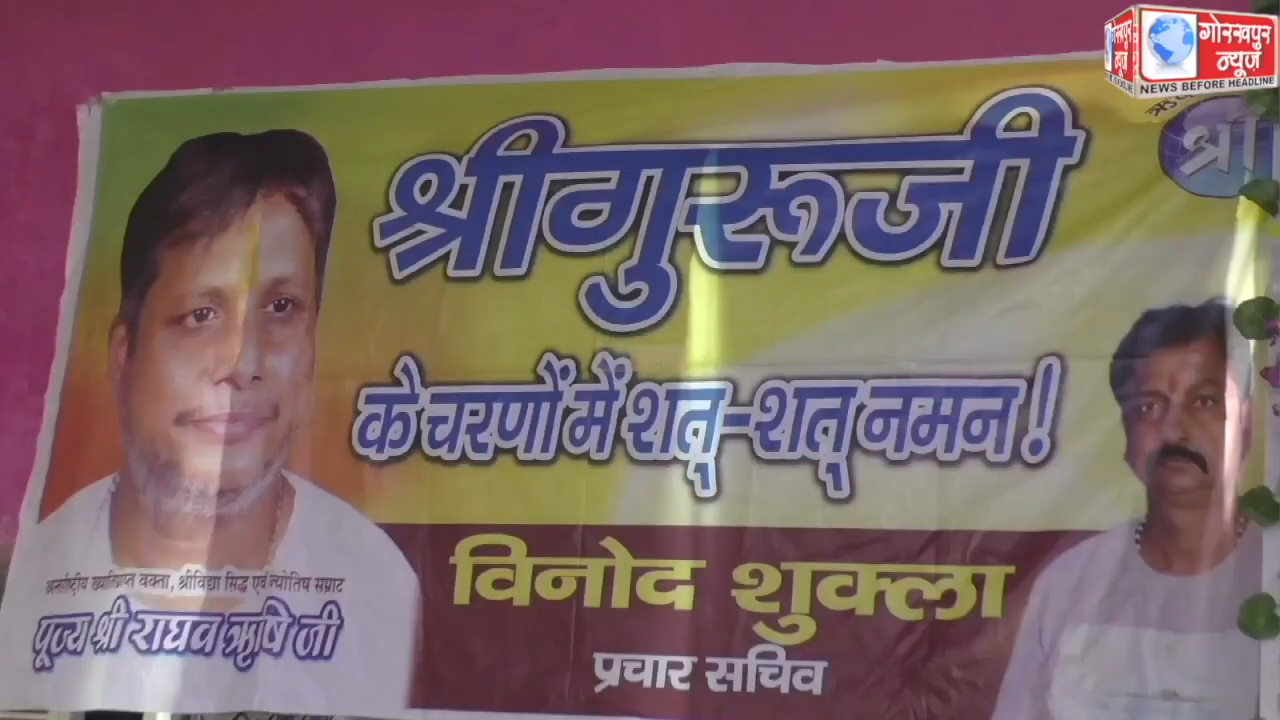 गोरखपुर
न्यूज़
NEWS BEFORE HEADLINE
श्री
श्रीगुरूजी
के चरणों में शत्-शत् नमन !
विनोद शुक्ला
प्रचार सचिव
अन्तर्राष्ट्रीय ख्यातिप्राप्त वक्ता, श्रीविद्या सिद्ध एवं ज्योतिष सम्राट
पूज्य श्री राघव ऋषि जी